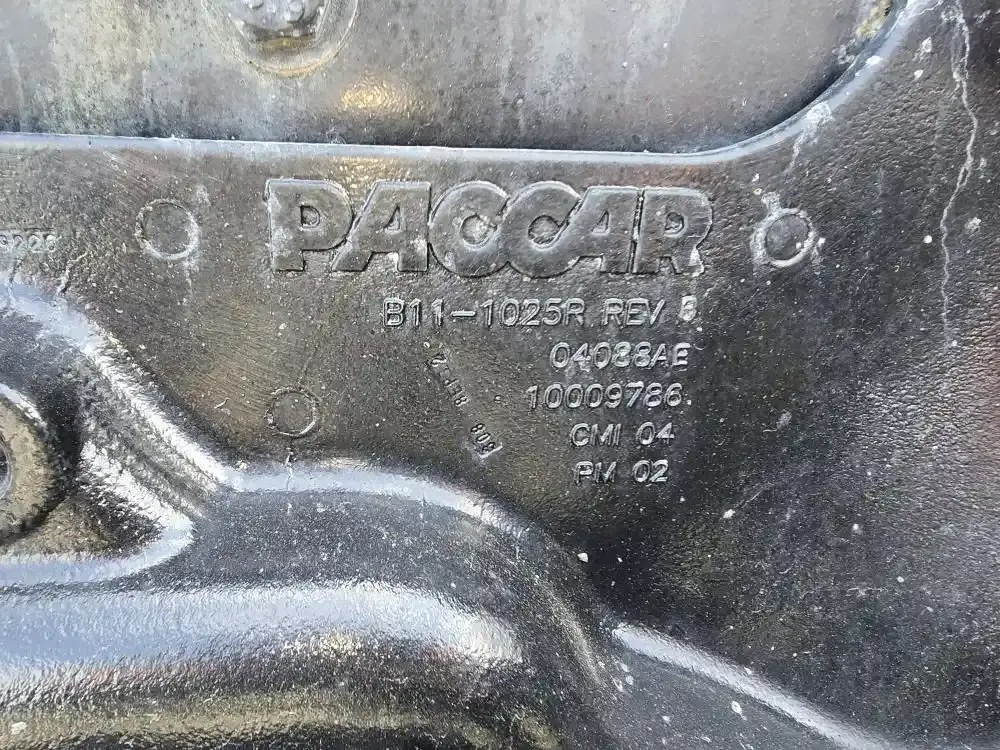 PACCAR
B11-1025R REV B
04088AE
10009786
CMI 04
PM 02